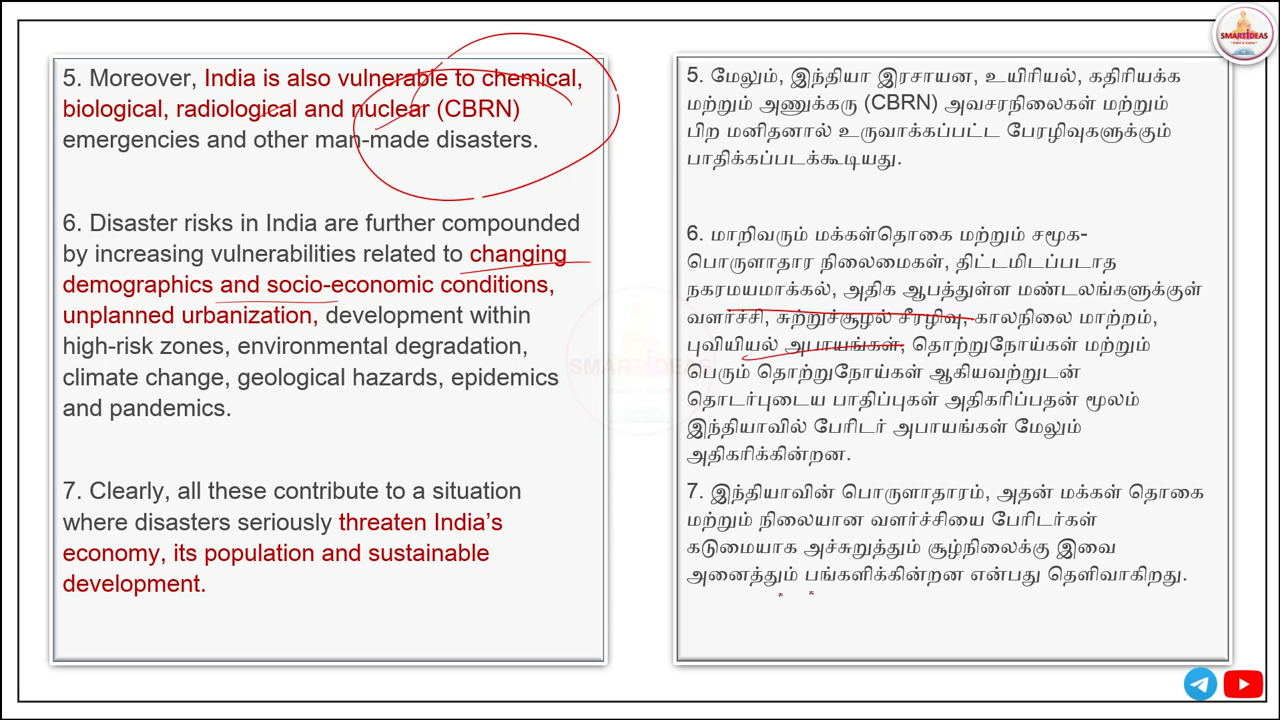 SMARTIDEAS
5. Moreover, India is also vulnerable to chemical,
biological, radiological and nuclear (CBRN)
emergencies and other man-made disasters.
6. Disaster risks in India are further compounded
by increasing vulnerabilities related to changing
demographics and socio-economic conditions,
unplanned urbanization, development within
high-risk zones, environmental degradation,
climate change, geological hazards, epidemics
and pandemics.
7. Clearly, all these contribute to a situation
where disasters seriously threaten India’s
economy, its population and sustainable
development.
5. மேலும், இந்தியா இரசாயன, உயிரியல், கதிரியக்க
மற்றும் அணுக்கரு (CBRN) அவசரநிலைகள் மற்றும்
பிற மனிதனால் உருவாக்கப்பட்ட பேரழிவுகளுக்கும்
பாதிக்கப்படக்கூடியது.
6. மாறிவரும் மக்கள்தொகை மற்றும் சமூக-
பொருளாதார நிலைமைகள், திட்டமிடப்படாத
நகரமயமாக்கல், அதிக ஆபத்துள்ள மண்டலங்களுக்குள்
வளர்ச்சி, சுற்றுச்சூழல் சீரழிவு, காலநிலை மாற்றம்,
புவியியல் அபாயங்கள், தொற்றுநோய்கள் மற்றும்
பெரும் தொற்றுநோய்கள் ஆகியவற்றுடன்
தொடர்புடைய பாதிப்புகள் அதிகரிப்பதன் மூலம்
இந்தியாவில் பேரிடர் அபாயங்கள் மேலும்
அதிகரிக்கின்றன.
7. இந்தியாவின் பொருளாதாரம், அதன் மக்கள் தொகை
மற்றும் நிலையான வளர்ச்சியை பேரிடர்கள்
கடுமையாக அச்சுறுத்தும் சூழ்நிலைக்கு இவை
அனைத்தும் பங்களிக்கின்றன என்பது தெளிவாகிறது.
SMARTIDEAS